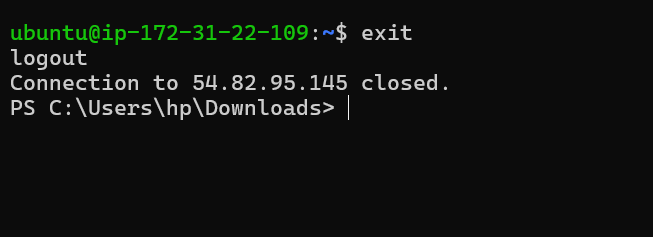 ubuntu@ip-172-31-22-109:~$ exit
logout
Connection to 54.82.95.145 closed.
PS C:\Users\hp\Downloads>